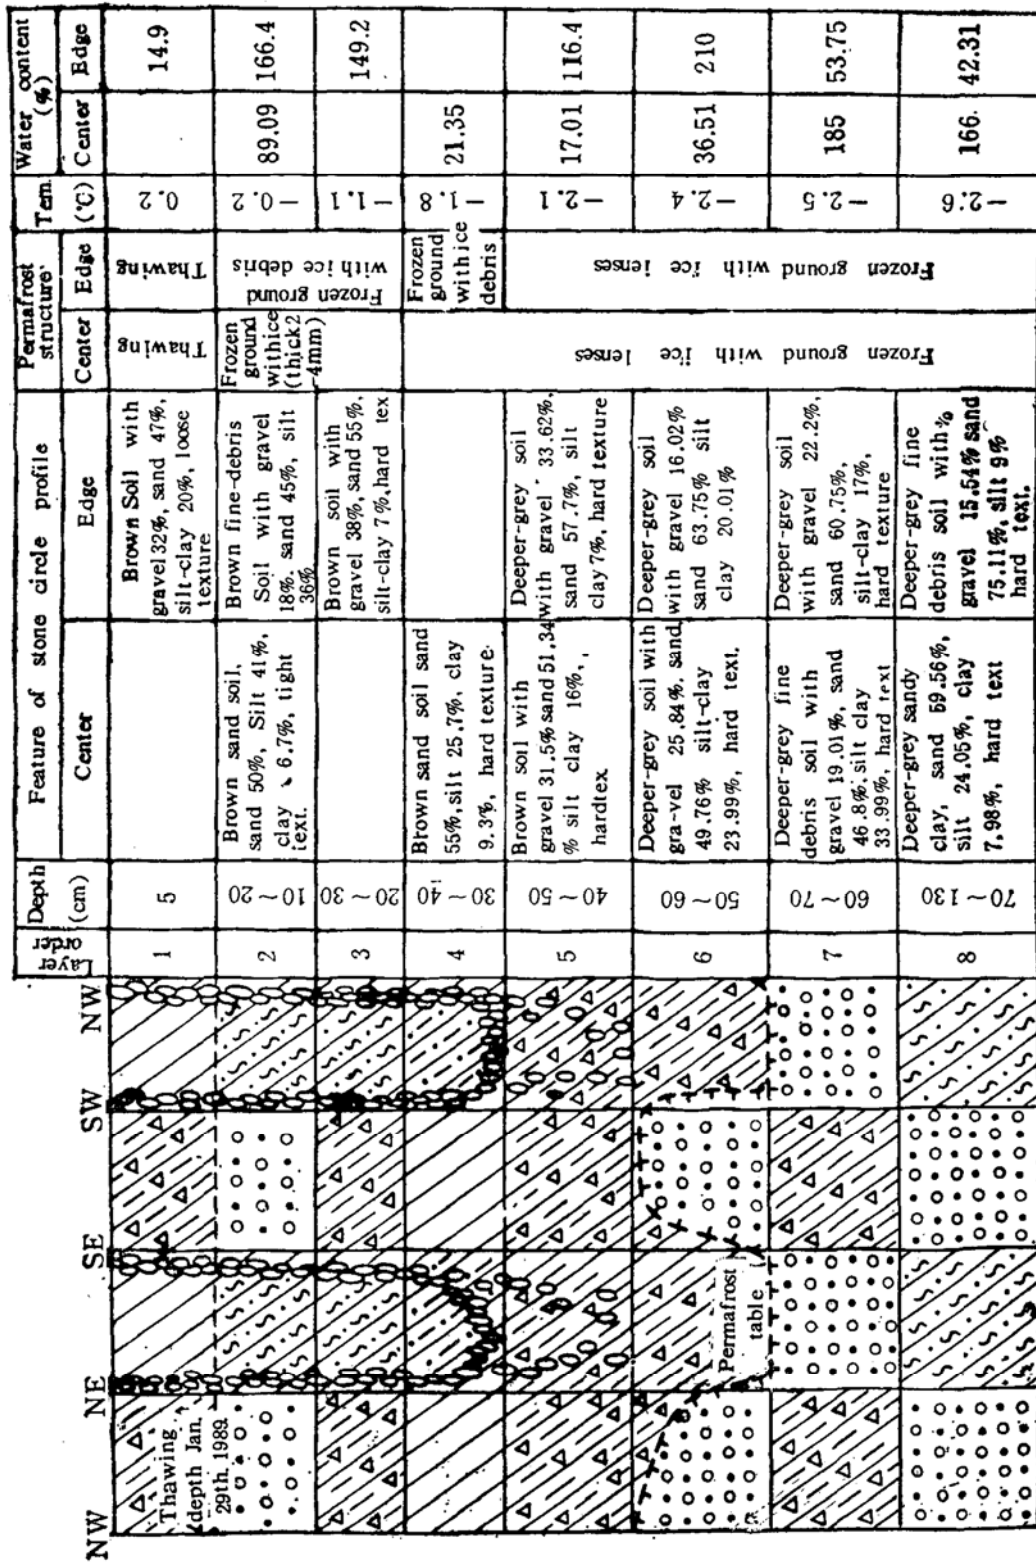 Layer order
Depth
(cm)
Feature of stone circle profile
Center
Edge
Permafrost
structure
Center
Edge
Tem.
(°C)
Water content
(%)
Center
Edge
1
5
Brown Soil with
gravel 32%, sand 47%,
silt-clay 20%, loose
texture
Thawing
Thawing
0.2
14.9
2
10~20
Brown sand soil,
sand 50%, Silt 41%,
clay 6.7%, tight
text.
Brown fine-debris
Soil with gravel
18%. sand 45%, silt
36%
Frozen
ground
withice
(thick2
-4mm)
Frozen ground
with ice debris
-0.2
89.09
166.4
3
20~30
Brown soil with
gravel 38%, sand 55%,
silt-clay 7%, hard tex
-1.1
149.2
4
30~40
Brown sand soil sand
55%, silt 25.7%, clay
9.3%, hard texture.
Frozen
ground
withice
debris
-1.8
21.35
5
40~50
Brown soil with
gravel 31.5% sand 51.34
% silt clay 16%,
hardtex
Deeper-grey soil
with gravel 33.62%,
sand 57.7%, silt
clay 7%, hard texture
Frozen ground with ice lenses
Frozen ground with ice lenses
-2.1
17.01
116.4
6
50~60
Deeper-grey soil with
gra-vel 25.84%. sand
49.76% silt-clay
23.99%, hard text.
Deeper-grey soil
with gravel 16.02%
sand 63.75% silt
clay 20.01%
-2.4
36.51
210
7
60~70
Deeper-grey fine
debris soil with
gravel 19.01%, sand
46.8%. silt clay
33.99%, hard text
Deeper-grey soil
with gravel 22.2%,
sand 60.75%,
silt-clay 17%,
hard texture
-2.5
185
53.75
8
70~130
Deeper-grey sandy
clay, sand 59.56%,
silt 24.05%, clay
7.98%, hard text
Deeper-grey fine
debris soil with %
gravel 15.54% sand
75.11%, silt 9%
hard text.
-2.6
166.
42.31
NW
NE
SE
SW
NW
Thawing
depth Jan.
29th. 1989.
Permafrost
table